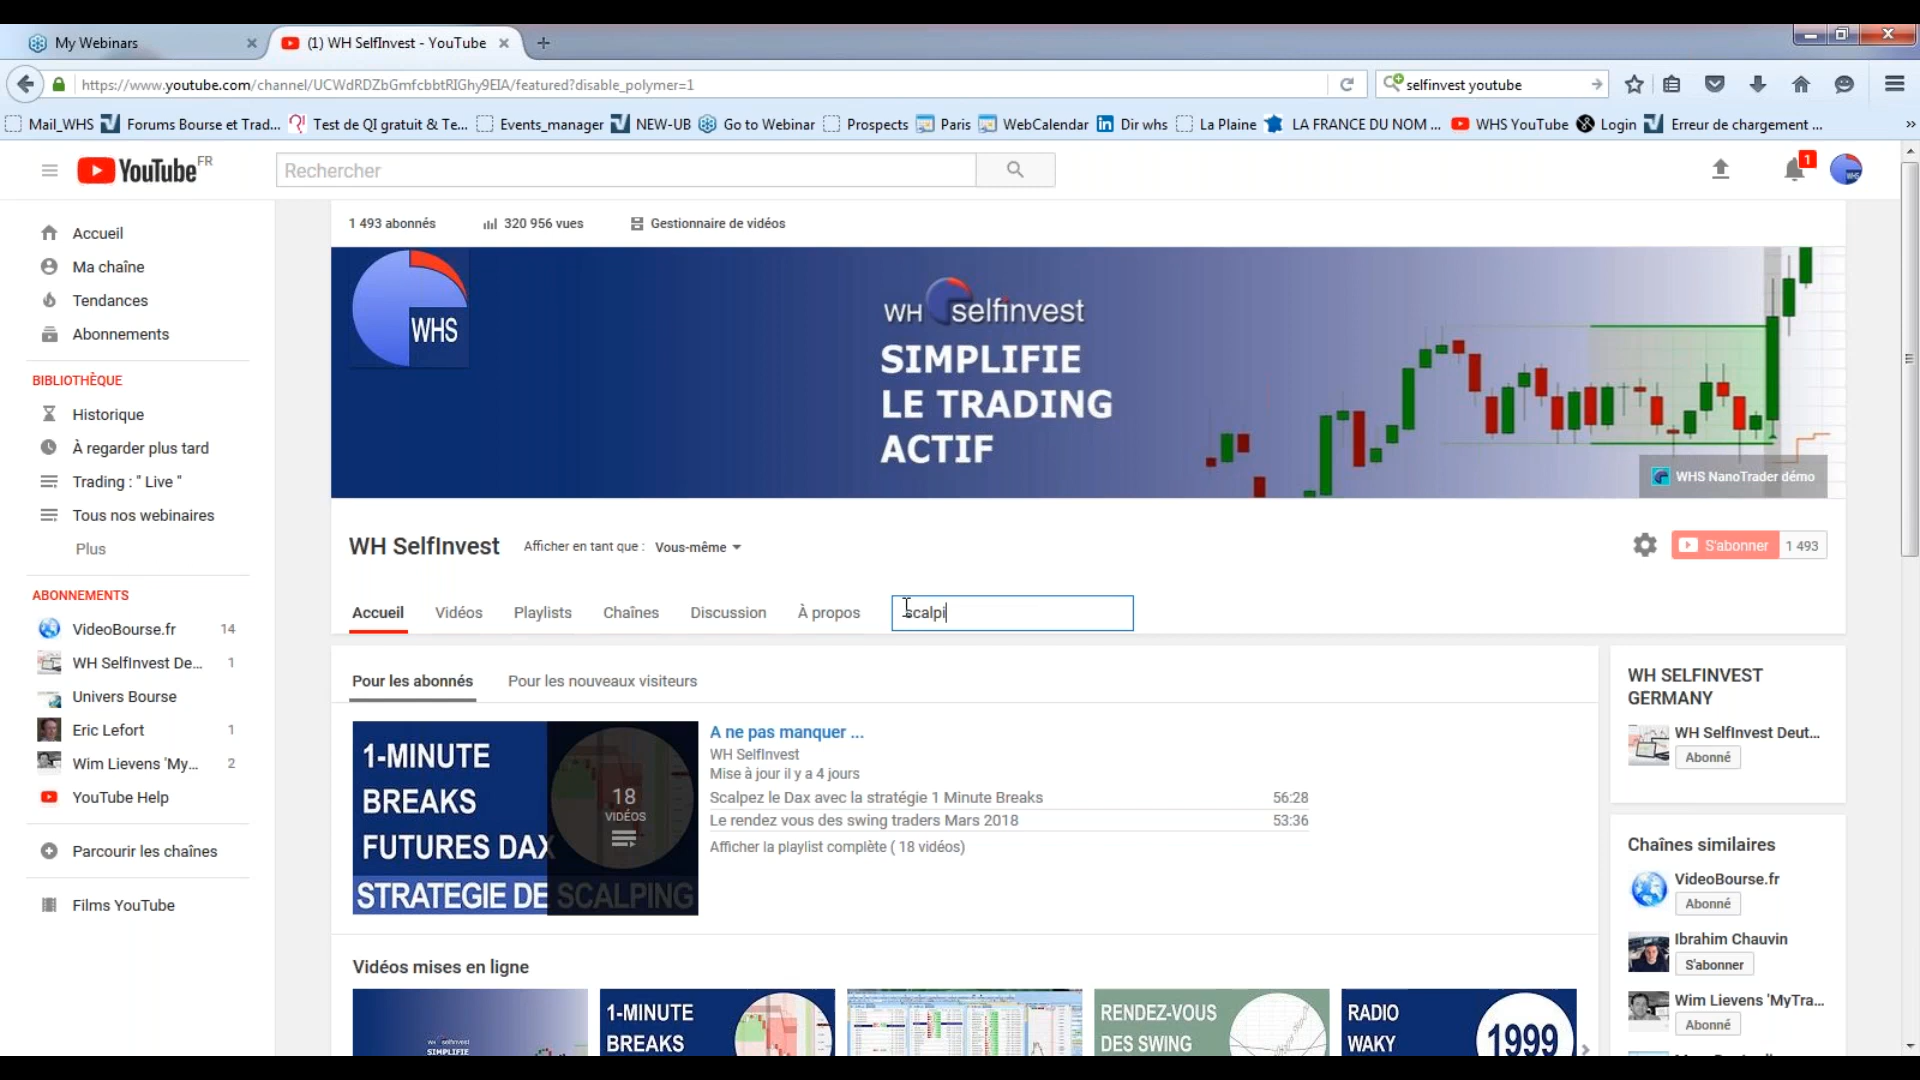 My Webinars
(1) WH SelfInvest - YouTube
https://www.youtube.com/channel/UCWdRDZbGmfcbbtRIGhy9EIA/featured?disable_polymer=1
selfinvest youtube
Mail_WHS
Forums Bourse et Trad...
Test de QI gratuit & Te...
Events_manager
NEW-UB
Go to Webinar
Prospects
Paris
WebCalendar
Dir whs
La Plaine
LA FRANCE DU NOM ...
WHS YouTube
Login
Erreur de chargement ...
YouTube FR
Rechercher
1
Accueil
Ma chaîne
Tendances
Abonnements
BIBLIOTHÈQUE
Historique
À regarder plus tard
Trading : " Live "
Tous nos webinaires
Plus
ABONNEMENTS
VideoBourse.fr 14
WH SelfInvest De... 1
Univers Bourse
Eric Lefort 1
Wim Lievens 'My... 2
YouTube Help
Parcourir les chaînes
Films YouTube
1 493 abonnés
320 956 vues
Gestionnaire de vidéos
WHS
WH selfinvest
SIMPLIFIE
LE TRADING
ACTIF
WHS NanoTrader démo
WH SelfInvest
Afficher en tant que : Vous-même
S'abonner 1 493
Accueil
Vidéos
Playlists
Chaînes
Discussion
À propos
scalpi
Pour les abonnés
Pour les nouveaux visiteurs
1-MINUTE
BREAKS
FUTURES DAX
STRATEGIE DE SCALPING
18
VIDÉOS
A ne pas manquer ...
WH SelfInvest
Mise à jour il y a 4 jours
Scalpez le Dax avec la stratégie 1 Minute Breaks 56:28
Le rendez vous des swing traders Mars 2018 53:36
Afficher la playlist complète ( 18 vidéos)
Vidéos mises en ligne
WH selfinvest
SIMPLIFIE
1-MINUTE
BREAKS
RENDEZ-VOUS
DES SWING
RADIO
WAKY
1999
WH SELFINVEST
GERMANY
WH SelfInvest Deut...
Abonné
Chaînes similaires
VideoBourse.fr
Abonné
Ibrahim Chauvin
S'abonner
Wim Lievens 'MyTra...
Abonné